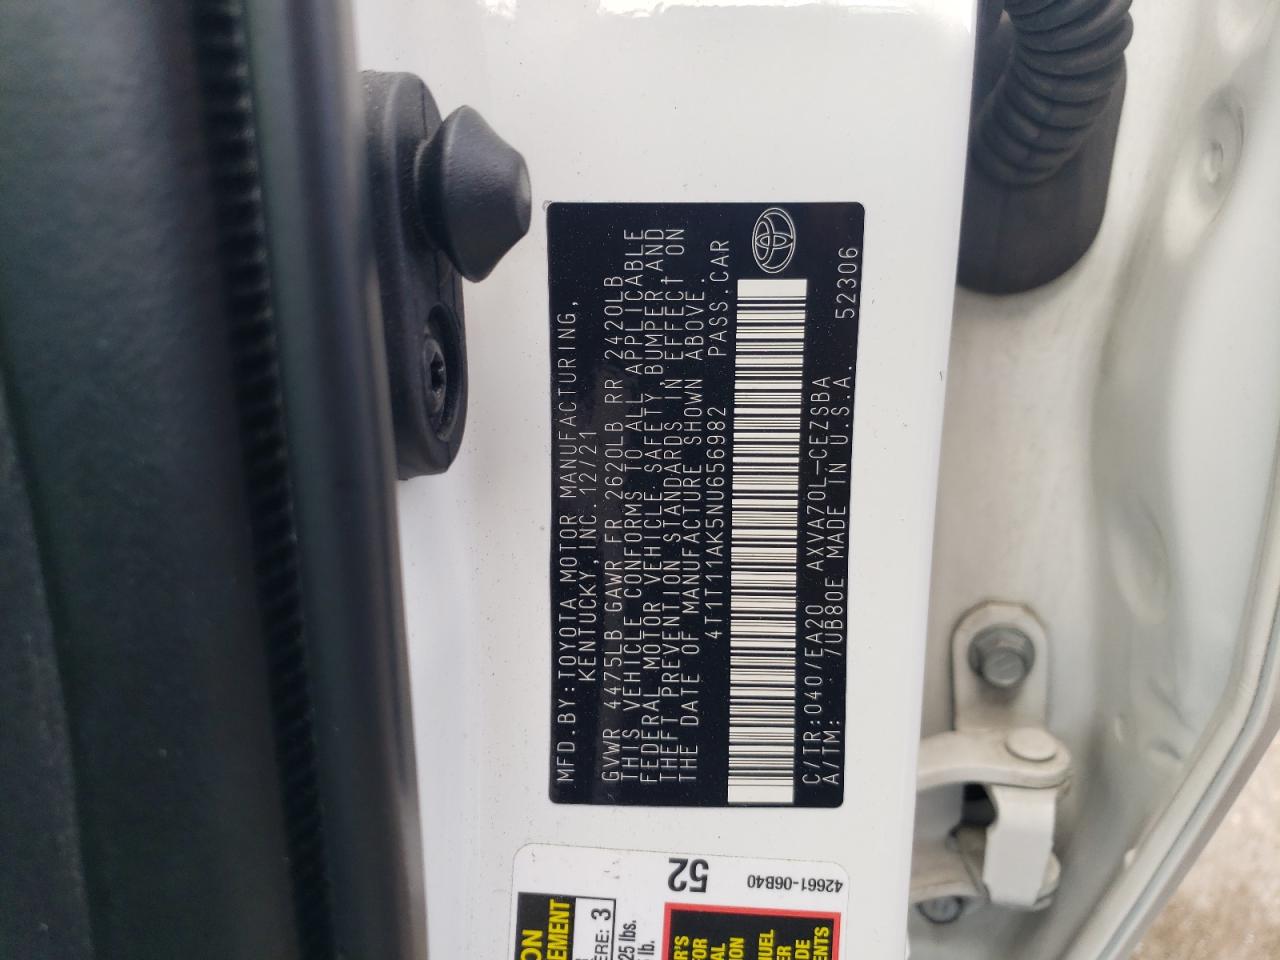 MFD.BY:TOYOTA MOTOR MANUFACTURING,
KENTUCKY,INC. 12/21
GVWR 4475LB GAWR FR 2620LB RR 2420LB
THIS VEHICLE CONFORMS TO ALL APPLICABLE
FEDERAL MOTOR VEHICLE SAFETY,BUMPER,AND
THEFT PREVENTION STANDARDS IN EFFECT ON
THE DATE OF MANUFACTURE SHOWN ABOVE
4T1T11AK5NU656982 PASS.CAR
C/TR:040/EA20 AXVA70L-CEZSBA
A/TM: /UB80E MADE IN U.S.A. 52306
52
42661-06B40
3